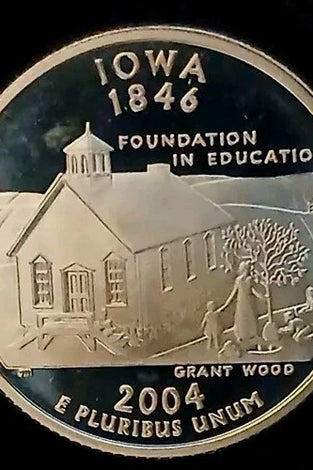 IOWA
1846
FOUNDATION
IN EDUCATIO
GRANT WOOD
2004
E PLURIBUS UNUM